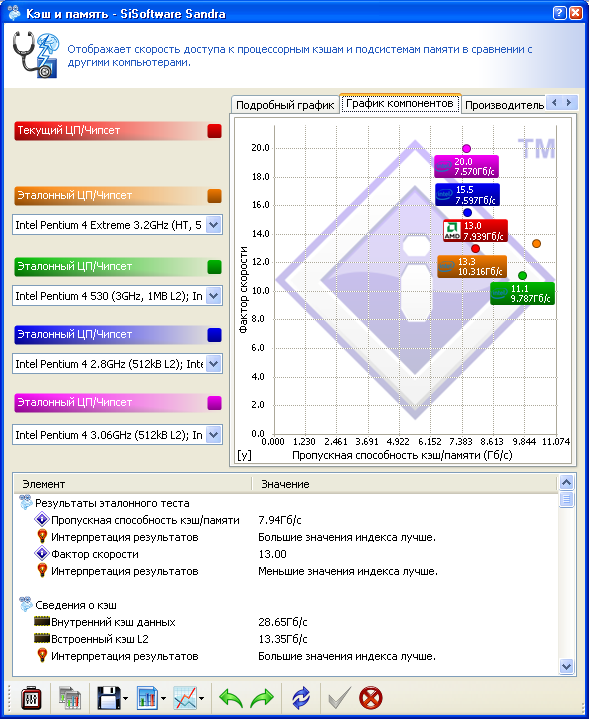 Кэш и память - SiSoftware Sandra
Отображает скорость доступа к процессорным кэшам и подсистемам памяти в сравнении с
другими компьютерами.
Текущий ЦП/Чипсет
Эталонный ЦП/Чипсет
Intel Pentium 4 Extreme 3.2GHz (HT, 5
Эталонный ЦП/Чипсет
Intel Pentium 4 530 (3GHz, 1MB L2); In
Эталонный ЦП/Чипсет
Intel Pentium 4 2.8GHz (512kB L2); Inte
Эталонный ЦП/Чипсет
Intel Pentium 4 3.06GHz (512kB L2); In
Подробный график
График компонентов
Производитель
TM
Фактор скорости
20.0
18.0
16.0
14.0
12.0
10.0
8.0
6.0
4.0
2.0
0.0
20.0
7.570Гб/с
15.5
7.597Гб/с
AMD
13.0
7.939Гб/с
13.3
10.316Гб/с
11.1
9.787Гб/с
0.000 1.230 2.461 3.691 4.922 6.152 7.383 8.613 9.844 11.074
[y]
Пропускная способность кэш/памяти (Гб/с)
Элемент Значение
Результаты эталонного теста
Пропускная способность кэш/памяти 7.94Гб/с
Интерпретация результатов Большие значения индекса лучше.
Фактор скорости 13.00
Интерпретация результатов Меньшие значения индекса лучше.
Сведения о кэш
Внутренний кэш данных 28.65Гб/с
Встроенный кэш L2 13.35Гб/с
Интерпретация результатов Большие значения индекса лучше.